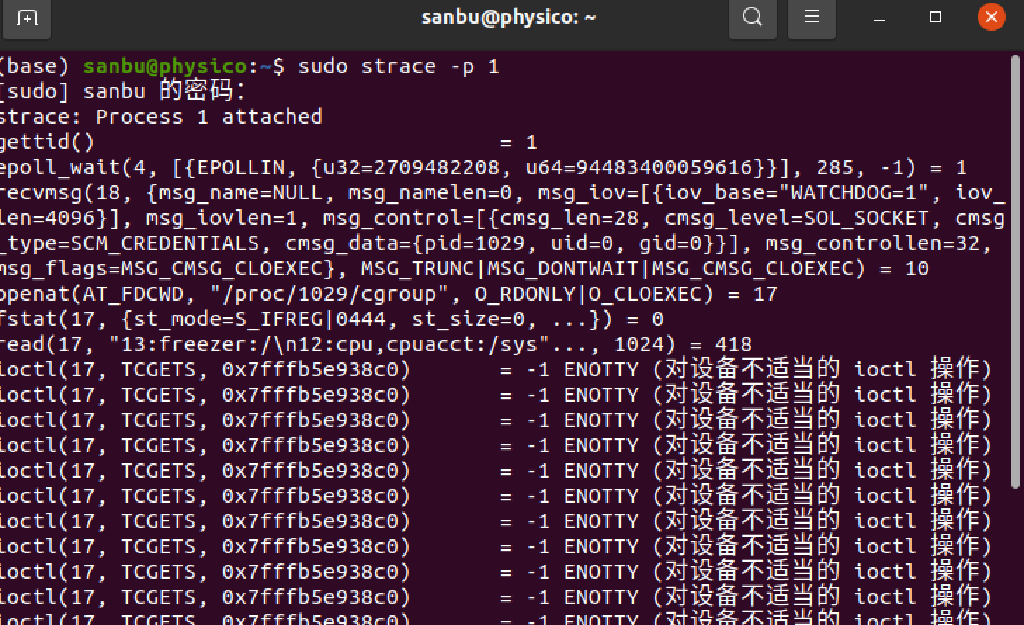 sanbu@physico: ~
(base) sanbu@physico:~$ sudo strace -p 1
[sudo] sanbu 的密码：
strace: Process 1 attached
gettid() = 1
epoll_wait(4, [{EPOLLIN, {u32=2709482208, u64=94483400059616}}], 285, -1) = 1
recvmsg(18, {msg_name=NULL, msg_namelen=0, msg_iov=[{iov_base="WATCHDOG=1", iov_
len=4096}], msg_iovlen=1, msg_control=[{cmsg_len=28, cmsg_level=SOL_SOCKET, cmsg
_type=SCM_CREDENTIALS, cmsg_data={pid=1029, uid=0, gid=0}}], msg_controllen=32,
msg_flags=MSG_CMSG_CLOEXEC}, MSG_TRUNC|MSG_DONTWAIT|MSG_CMSG_CLOEXEC) = 10
openat(AT_FDCWD, "/proc/1029/cgroup", O_RDONLY|O_CLOEXEC) = 17
fstat(17, {st_mode=S_IFREG|0444, st_size=0, ...}) = 0
read(17, "13:freezer:/\n12:cpu,cpuacct:/sys"..., 1024) = 418
ioctl(17, TCGETS, 0x7fffb5e938c0) = -1 ENOTTY (对设备不适当的 ioctl 操作)
ioctl(17, TCGETS, 0x7fffb5e938c0) = -1 ENOTTY (对设备不适当的 ioctl 操作)
ioctl(17, TCGETS, 0x7fffb5e938c0) = -1 ENOTTY (对设备不适当的 ioctl 操作)
ioctl(17, TCGETS, 0x7fffb5e938c0) = -1 ENOTTY (对设备不适当的 ioctl 操作)
ioctl(17, TCGETS, 0x7fffb5e938c0) = -1 ENOTTY (对设备不适当的 ioctl 操作)
ioctl(17, TCGETS, 0x7fffb5e938c0) = -1 ENOTTY (对设备不适当的 ioctl 操作)
ioctl(17, TCGETS, 0x7fffb5e938c0) = -1 ENOTTY (对设备不适当的 ioctl 操作)
ioctl(17, TCGETS, 0x7fffb5e938c0) = -1 ENOTTY (对设备不适当的 ioctl 操作)
ioctl(17, TCGETS, 0x7fffb5e938c0) = -1 ENOTTY (对设备不适当的 ioctl 操作)
ioctl(17, TCGETS, 0x7fffb5e938c0) = -1 ENOTTY (对设备不适当的 ioctl 操作)
ioctl(17, TCGETS, 0x7fffb5e938c0) = -1 ENOTTY (对设备不适当的 ioctl 操作)